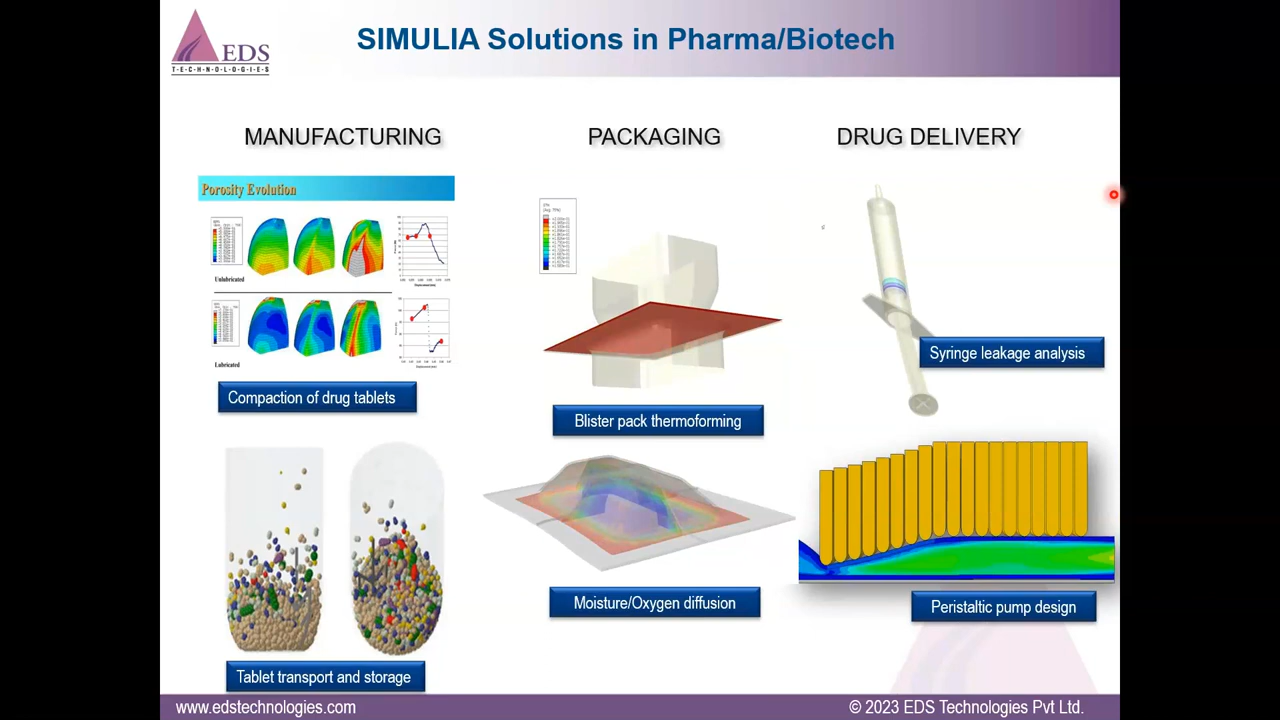 EDS
T·E·C·H·N·O·L·O·G·I·E·S
SIMULIA Solutions in Pharma/Biotech
MANUFACTURING
PACKAGING
DRUG DELIVERY
Porosity Evolution
Unlubricated
Lubricated
Compaction of drug tablets
Tablet transport and storage
Blister pack thermoforming
Moisture/Oxygen diffusion
Syringe leakage analysis
Peristaltic pump design
www.edstechnologies.com
© 2023 EDS Technologies Pvt Ltd.